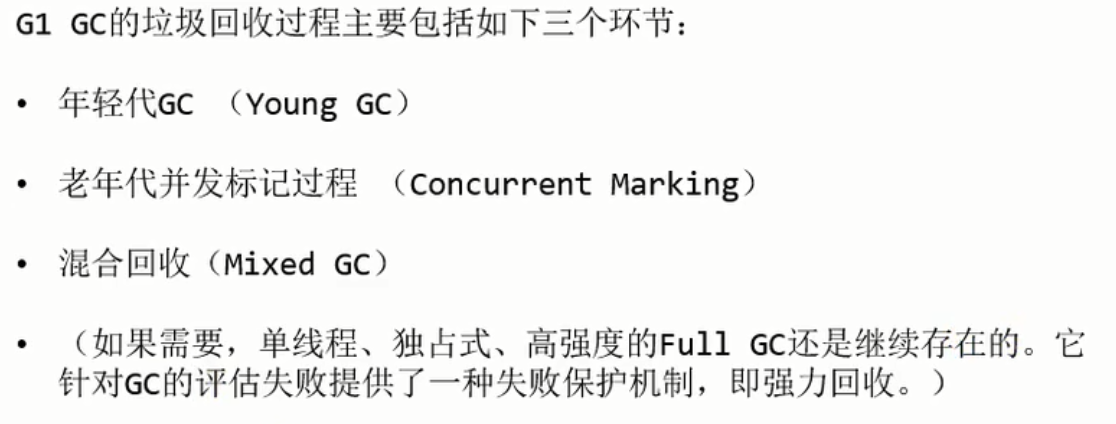 G1 GC的垃圾回收过程主要包括如下三个环节：
• 年轻代GC （Young GC）
• 老年代并发标记过程 （Concurrent Marking）
• 混合回收（Mixed GC）
• （如果需要，单线程、独占式、高强度的Full GC还是继续存在的。它
针对GC的评估失败提供了一种失败保护机制，即强力回收。）